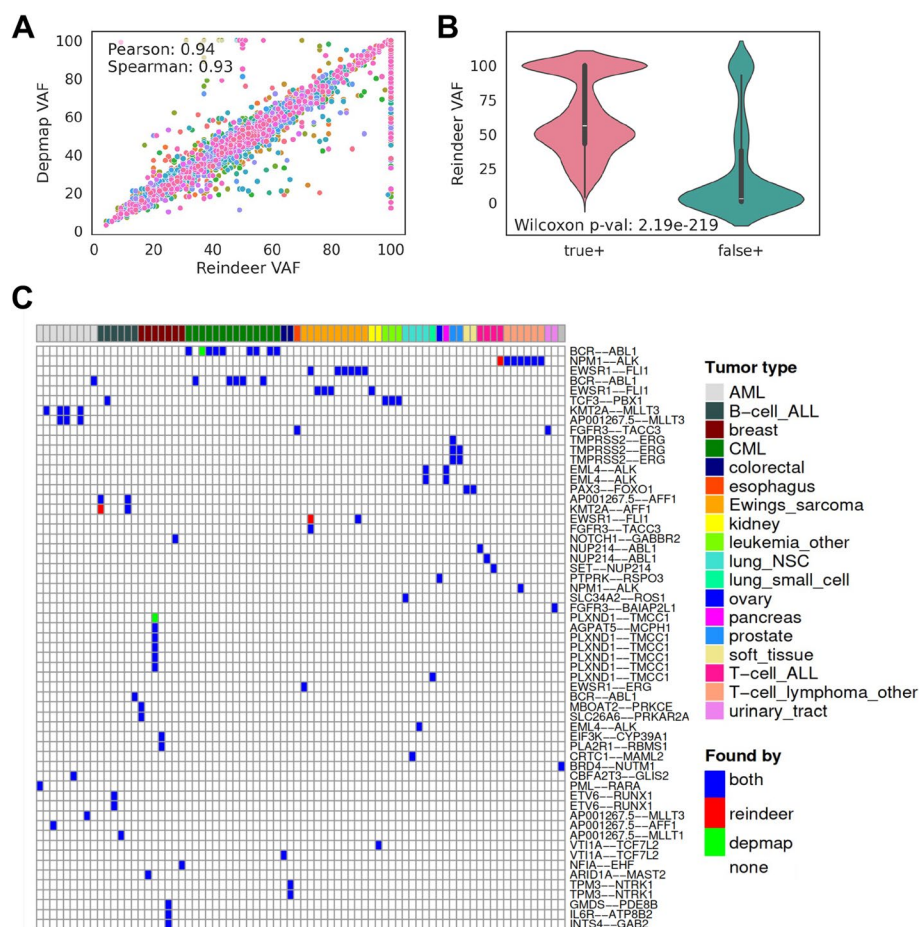 A
Pearson: 0.94
Spearman: 0.93
Depmap VAF
100
80
60
40
20
0
0 20 40 60 80 100
Reindeer VAF
B
Reindeer VAF
100
75
50
25
0
Wilcoxon p-val: 2.19e-219
true+ false+
C
BCR--ABL1
NPM1--ALK
EWSR1--FLI1
BCR--ABL1
EWSR1--FLI1
TCF3--PBX1
KMT2A--MLLT3
AP001267.5--MLLT3
FGFR3--TACC3
TMPRSS2--ERG
TMPRSS2--ERG
TMPRSS2--ERG
EML4--ALK
EML4--ALK
PAX3--FOXO1
AP001267.5--AFF1
KMT2A--AFF1
EWSR1--FLI1
FGFR3--TACC3
NOTCH1--GABBR2
NUP214--ABL1
NUP214--ABL1
SET--NUP214
PTPRK--RSPO3
NPM1--ALK
SLC34A2--ROS1
FGFR3--BAIAP2L1
PLXND1--TMCC1
AGPAT5--MCPH1
PLXND1--TMCC1
PLXND1--TMCC1
PLXND1--TMCC1
PLXND1--TMCC1
EWSR1--ERG
BCR--ABL1
MBOAT2--PRKCE
SLC26A6--PRKAR2A
EML4--ALK
EIF3K--CYP39A1
PLA2R1--RBMS1
CRTC1--MAML2
BRD4--NUTM1
CBFA2T3--GLIS2
PML--RARA
ETV6--RUNX1
ETV6--RUNX1
AP001267.5--MLLT3
AP001267.5--AFF1
AP001267.5--MLLT1
VTI1A--TCF7L2
VTI1A--TCF7L2
NFIA--EHF
ARID1A--MAST2
TPM3--NTRK1
TPM3--NTRK1
GMDS--PDE8B
IL6R--ATP8B2
INTS4--GAB2
Tumor type
AML
B-cell_ALL
breast
CML
colorectal
esophagus
Ewings_sarcoma
kidney
leukemia_other
lung_NSC
lung_small_cell
ovary
pancreas
prostate
soft_tissue
T-cell_ALL
T-cell_lymphoma_other
urinary_tract
Found by
both
reindeer
depmap
none